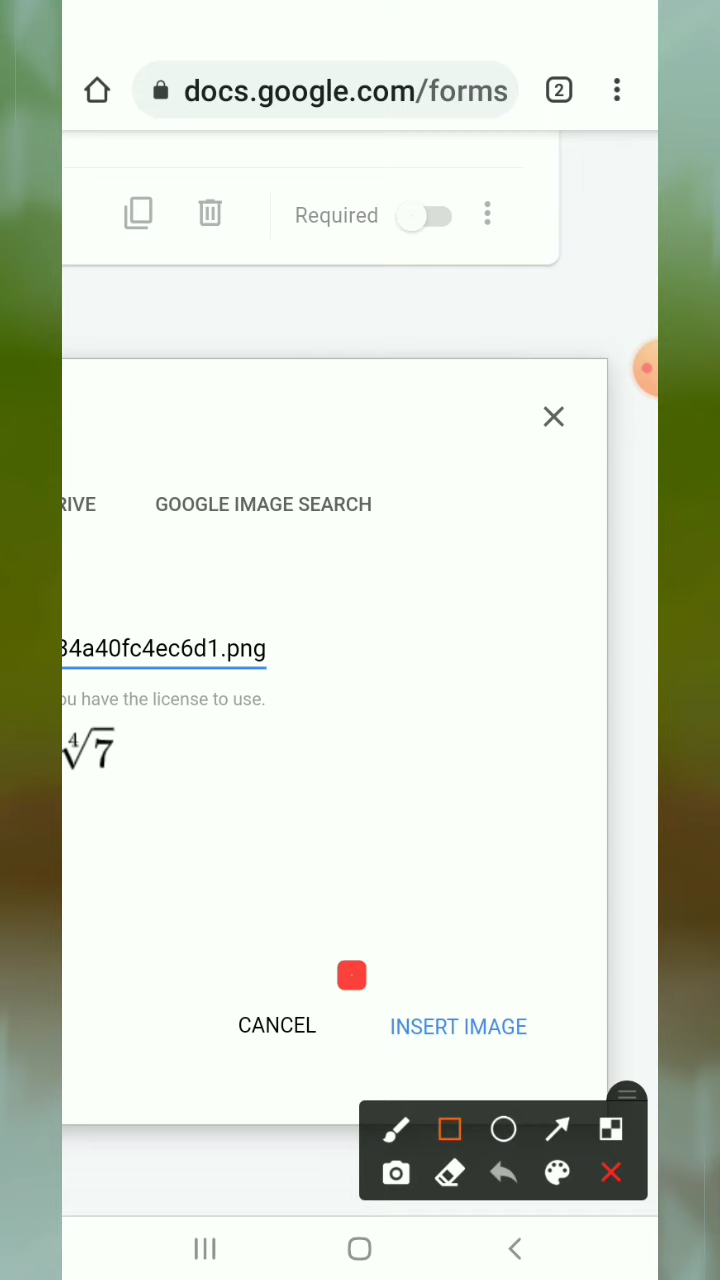 docs.google.com/forms
2
Required
RIVE GOOGLE IMAGE SEARCH
34a40fc4ec6d1.png
ou have the license to use.
∜7
CANCEL INSERT IMAGE